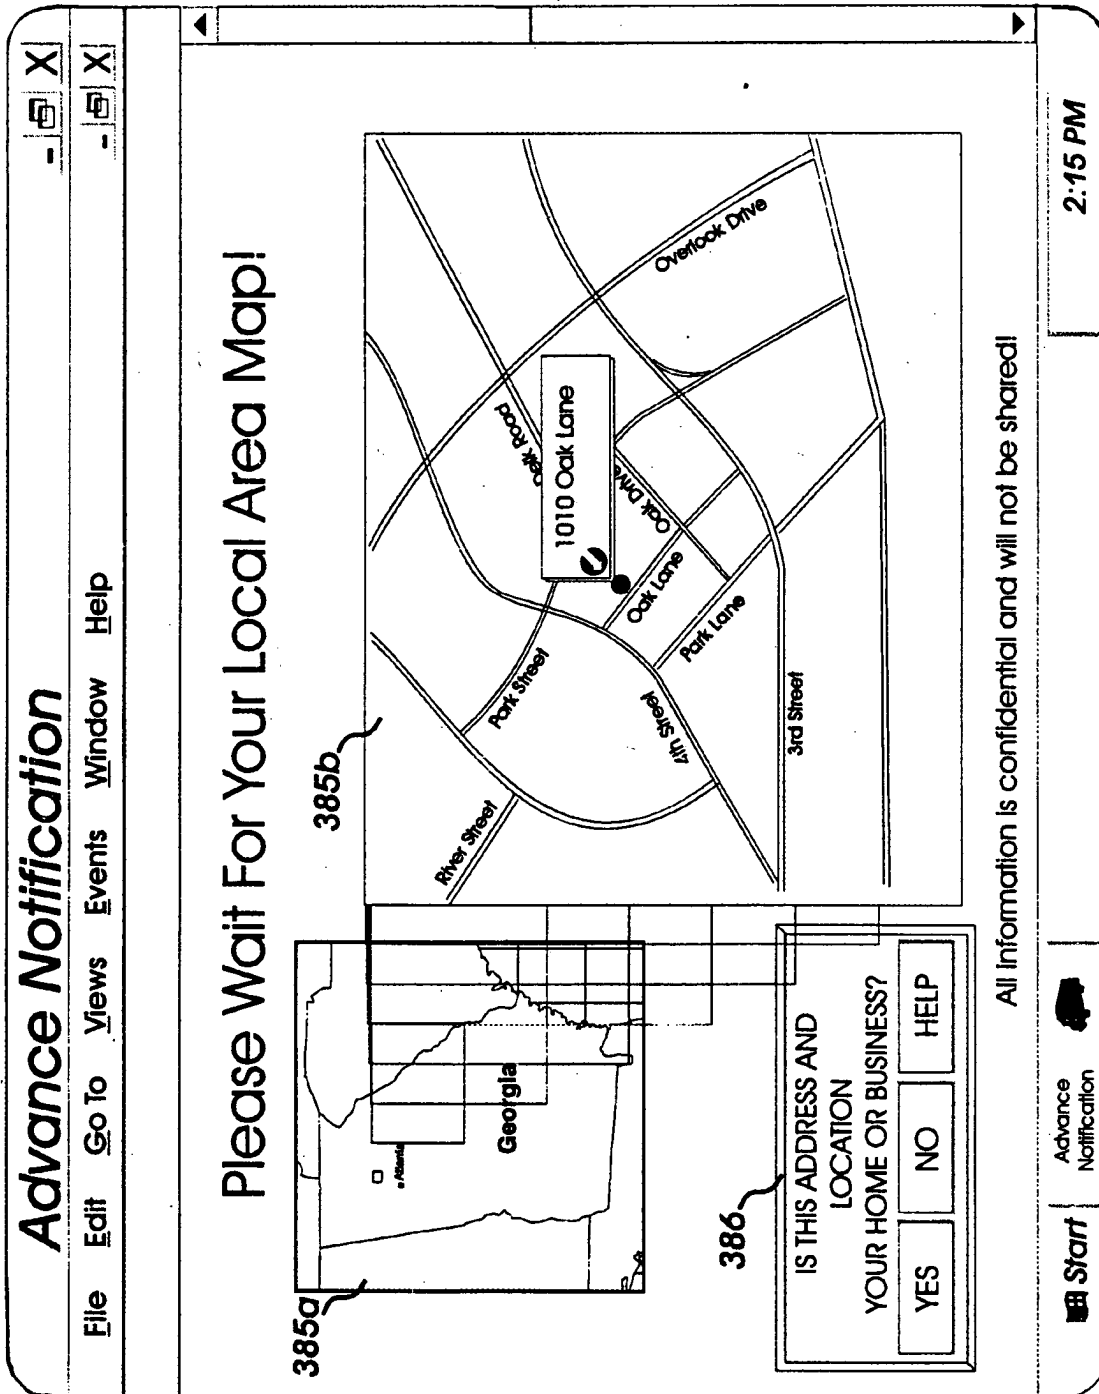 Advance Notification
File Edit Go To Views Events Window Help
Please Wait For Your Local Area Map!
385a
385b
Atlanta
Georgia
River Street
Park Street
4th Street
3rd Street
Park Lane
Oak Lane
Oak Drive
1010 Oak Lane
Oak Road
Overlook Drive
386
IS THIS ADDRESS AND
LOCATION
YOUR HOME OR BUSINESS?
YES NO HELP
All information is confidential and will not be shared!
Start
Advance
Notification
2:15 PM